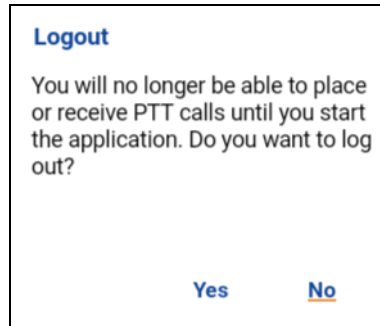 Logout
You will no longer be able to place
or receive PTT calls until you start
the application. Do you want to log
out?
Yes No